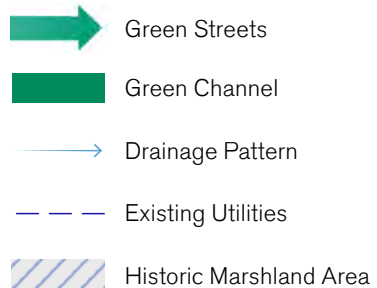 Green Streets
Green Channel
Drainage Pattern
Existing Utilities
Historic Marshland Area